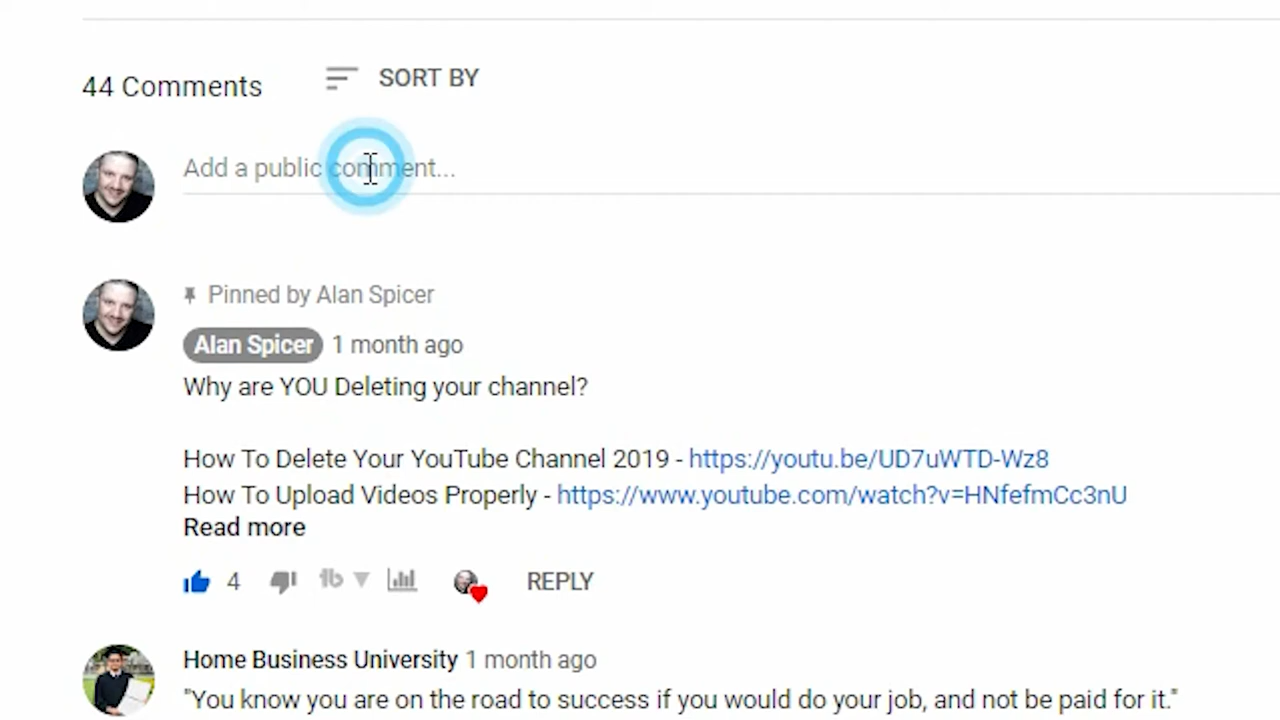 44 Comments SORT BY
Add a public comment...
Pinned by Alan Spicer
Alan Spicer 1 month ago
Why are YOU Deleting your channel?
How To Delete Your YouTube Channel 2019 - https://youtu.be/UD7uWTD-Wz8
How To Upload Videos Properly - https://www.youtube.com/watch?v=HNfefmCc3nU
Read more
4 tb REPLY
Home Business University 1 month ago
"You know you are on the road to success if you would do your job, and not be paid for it."